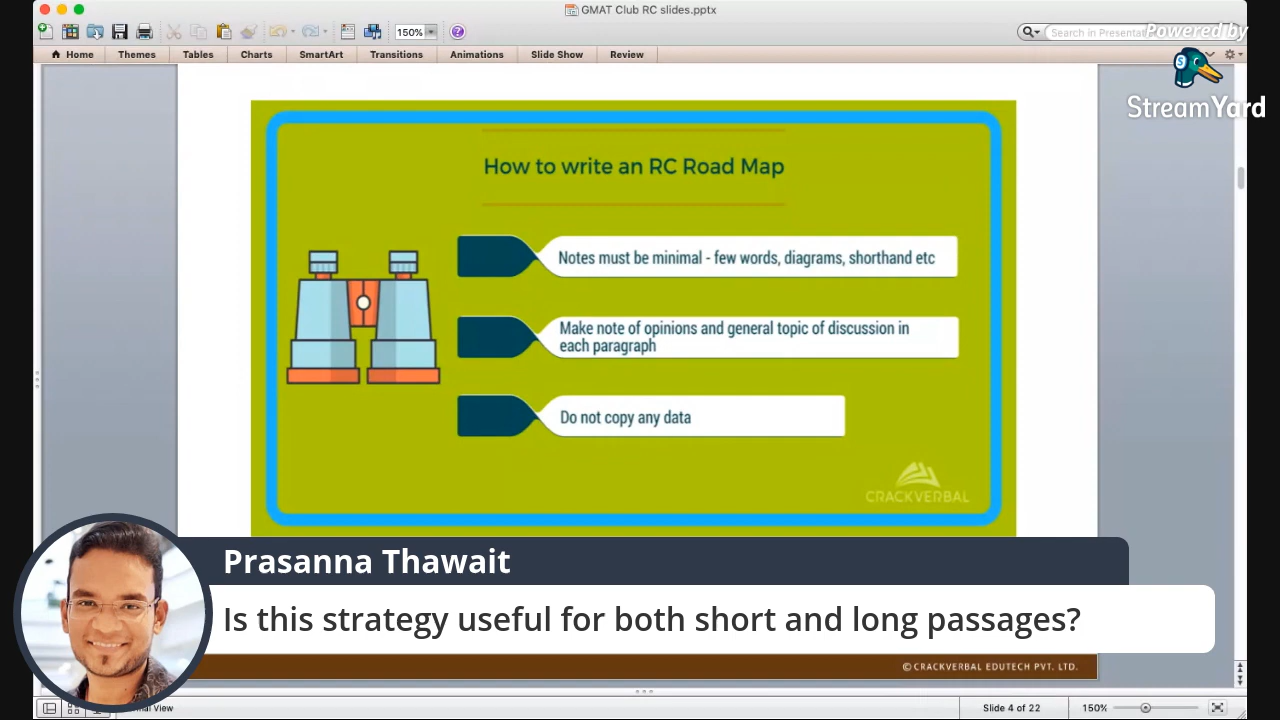 GMAT Club RC slides.pptx
150%
Search in Presentat
Powered by
Home Themes Tables Charts SmartArt Transitions Animations Slide Show Review
StreamYard
How to write an RC Road Map
Notes must be minimal - few words, diagrams, shorthand etc
Make note of opinions and general topic of discussion in
each paragraph
Do not copy any data
CRACKVERBAL
Prasanna Thawait
Is this strategy useful for both short and long passages?
©CRACKVERBAL EDUTECH PVT. LTD.
View Slide 4 of 22 150%